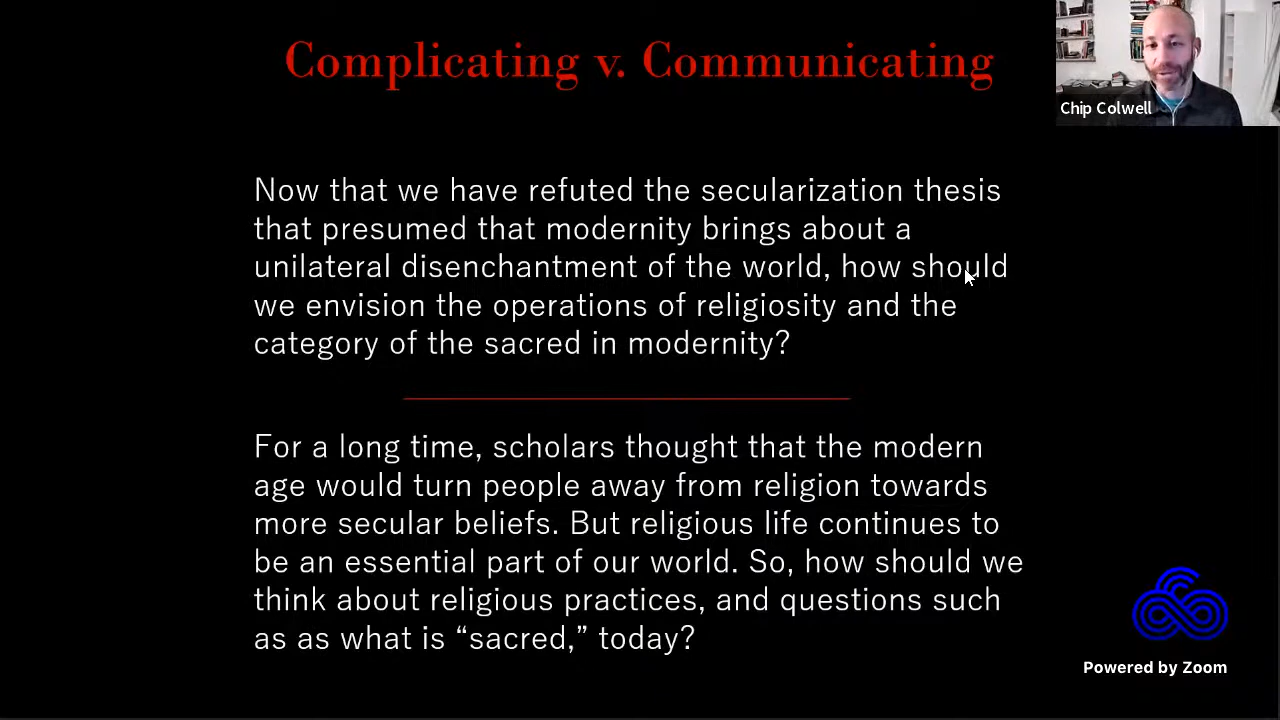 Complicating v. Communicating
Chip Colwell
Now that we have refuted the secularization thesis
that presumed that modernity brings about a
unilateral disenchantment of the world, how should
we envision the operations of religiosity and the
category of the sacred in modernity?
For a long time, scholars thought that the modern
age would turn people away from religion towards
more secular beliefs. But religious life continues to
be an essential part of our world. So, how should we
think about religious practices, and questions such
as as what is “sacred,” today?
Powered by Zoom